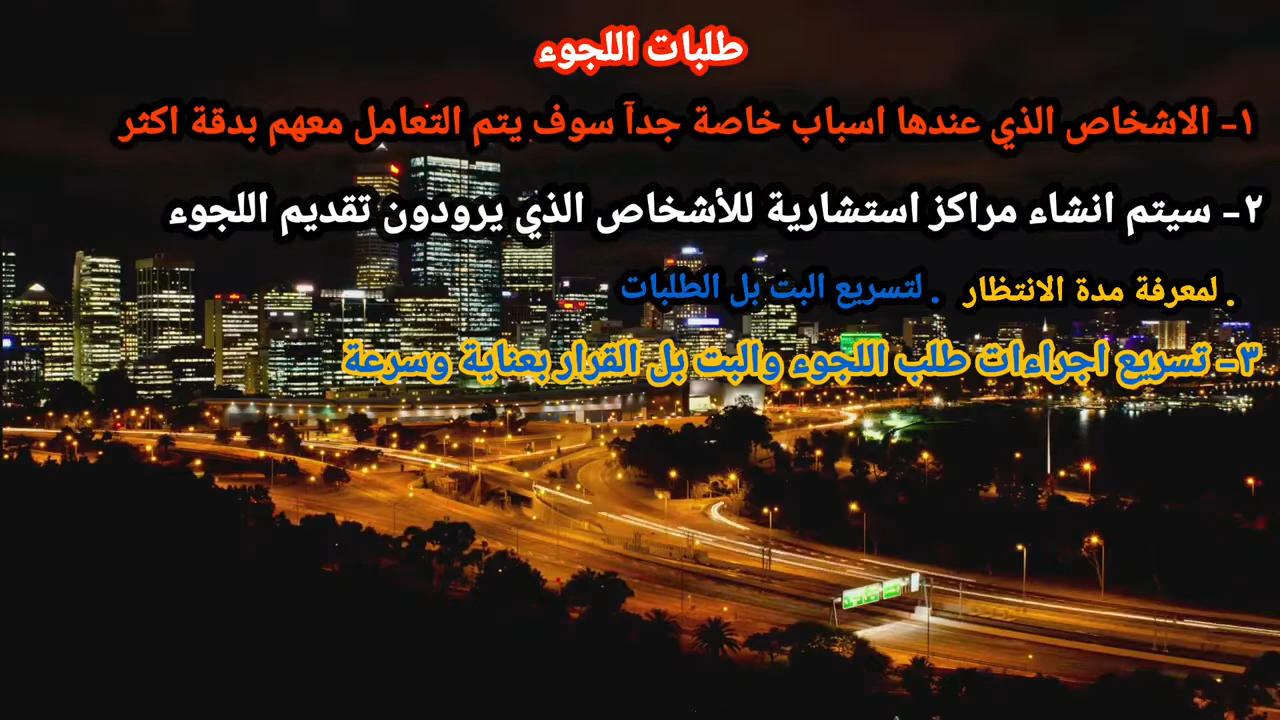 طلبات اللجوء
١- الاشخاص الذي عندها اسباب خاصة جدآ سوف يتم التعامل معهم بدقة اكثر
٢- سيتم انشاء مراكز استشارية للأشخاص الذي يرودون تقديم اللجوء
. لمعرفة مدة الانتظار . لتسريع البت بل الطلبات
٣- تسريع اجراءات طلب اللجوء والبت بل القرار بعناية وسرعة